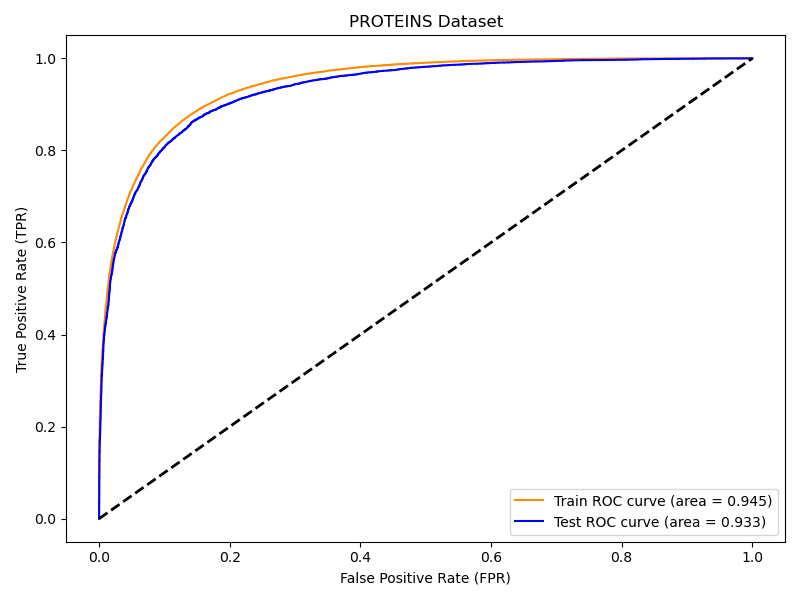 PROTEINS Dataset
True Positive Rate (TPR)
1.0
0.8
0.6
0.4
0.2
0.0
0.0 0.2 0.4 0.6 0.8 1.0
False Positive Rate (FPR)
Train ROC curve (area = 0.945)
Test ROC curve (area = 0.933)